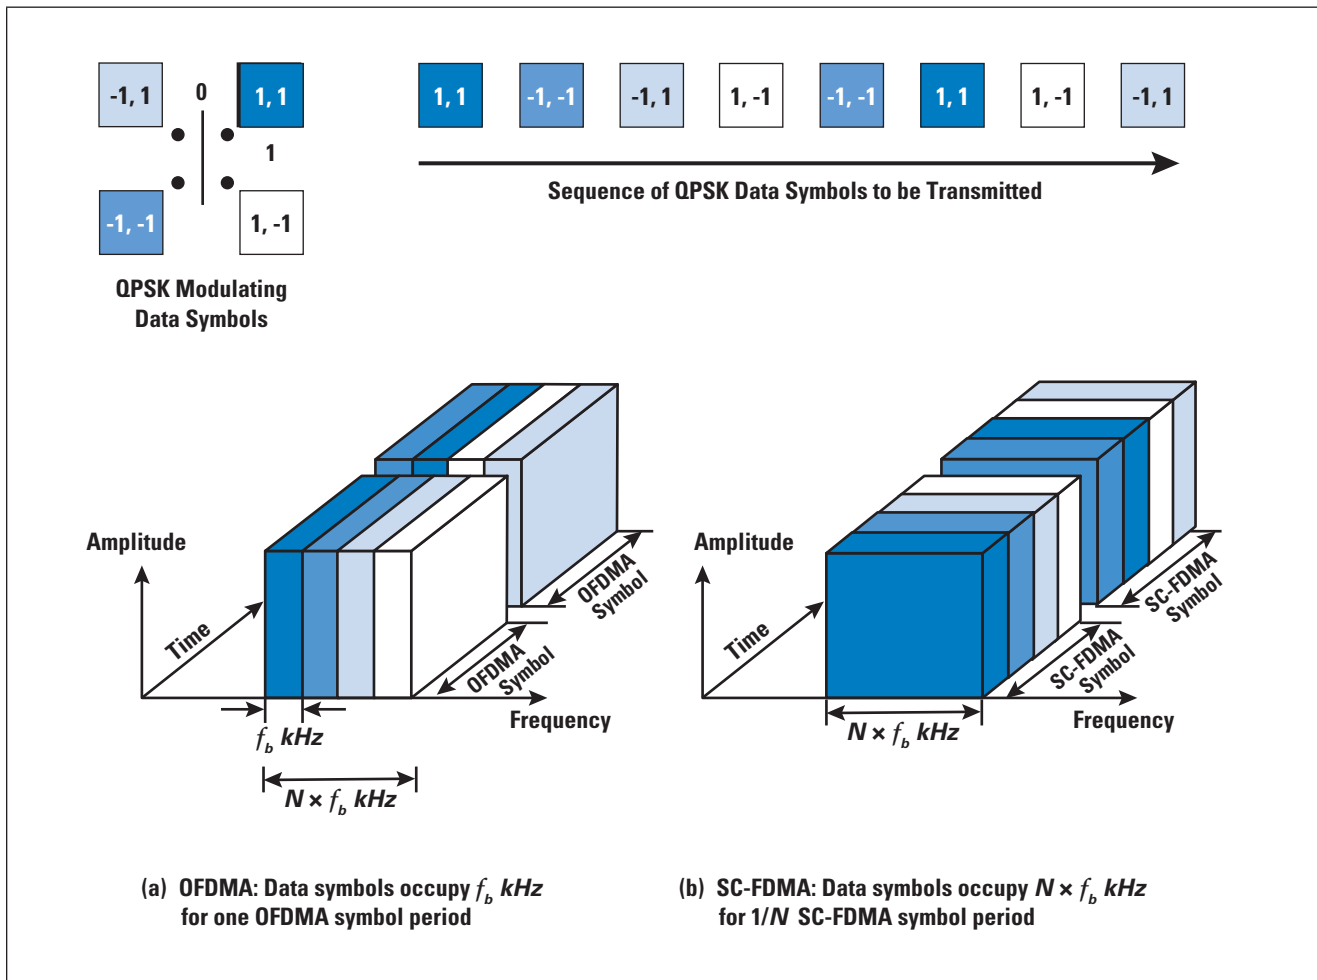 -1, 1
0
1, 1
1
-1, -1
1, -1
QPSK Modulating
Data Symbols
1, 1 -1, -1 -1, 1 1, -1 -1, -1 1, 1 1, -1 -1, 1
Sequence of QPSK Data Symbols to be Transmitted
Amplitude
Time
OFDMA
Symbol
OFDMA
Symbol
Frequency
f_b kHz
N × f_b kHz
(a) OFDMA: Data symbols occupy f_b kHz
for one OFDMA symbol period
Amplitude
Time
SC-FDMA
Symbol
SC-FDMA
Symbol
Frequency
N × f_b kHz
(b) SC-FDMA: Data symbols occupy N × f_b kHz
for 1/N SC-FDMA symbol period